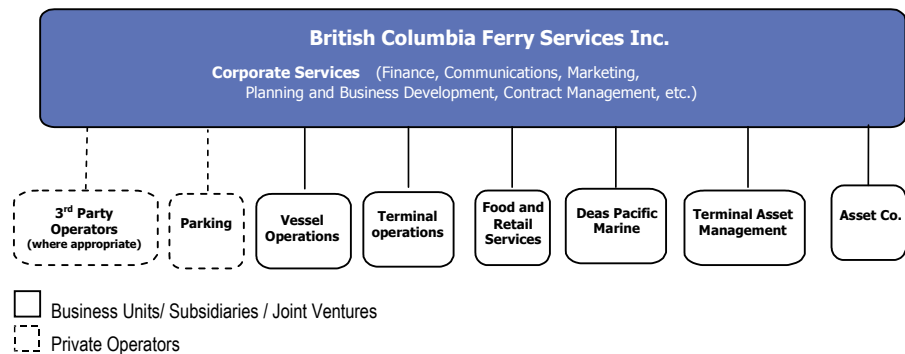 British Columbia Ferry Services Inc.
Corporate Services (Finance, Communications, Marketing,
Planning and Business Development, Contract Management, etc.)
3rd Party
Operators
(where appropriate)
Parking
Vessel
Operations
Terminal
operations
Food and
Retail
Services
Deas Pacific
Marine
Terminal Asset
Management
Asset Co.
Business Units/ Subsidiaries / Joint Ventures
Private Operators